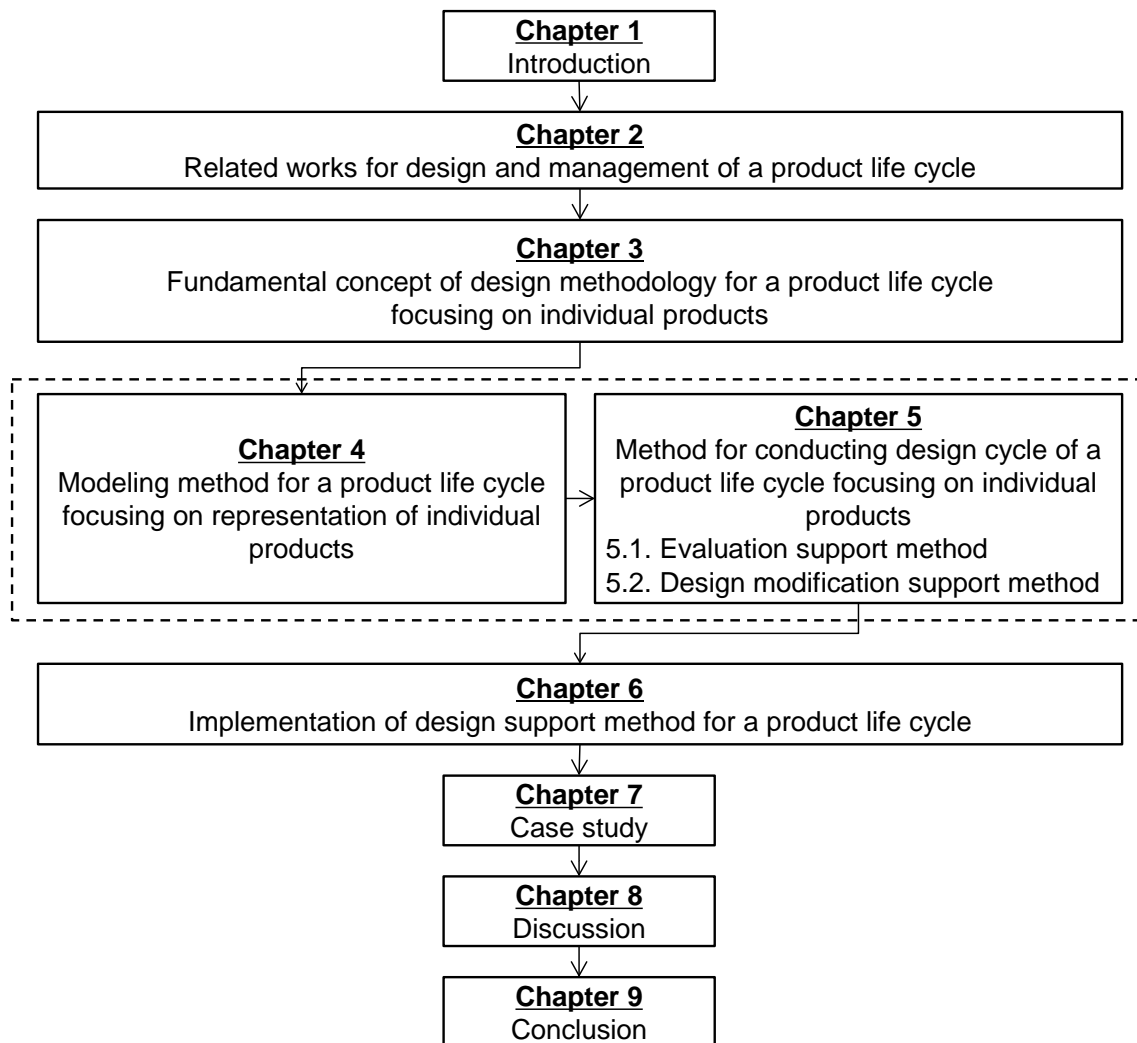 Chapter 1
Introduction
Chapter 2
Related works for design and management of a product life cycle
Chapter 3
Fundamental concept of design methodology for a product life cycle
focusing on individual products
Chapter 4
Modeling method for a product life cycle
focusing on representation of individual
products
Chapter 5
Method for conducting design cycle of a
product life cycle focusing on individual
products
5.1. Evaluation support method
5.2. Design modification support method
Chapter 6
Implementation of design support method for a product life cycle
Chapter 7
Case study
Chapter 8
Discussion
Chapter 9
Conclusion